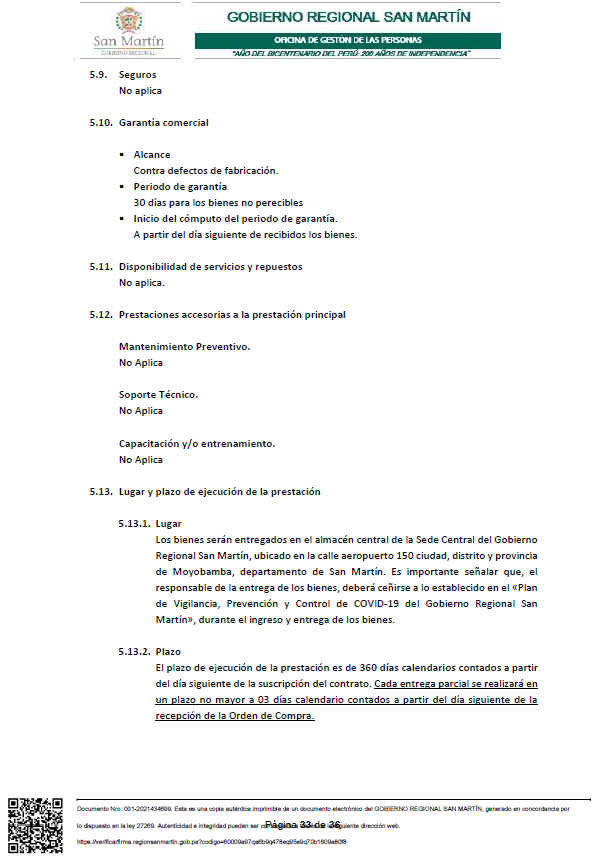 San Martín
GOBIERNO REGIONAL
GOBIERNO REGIONAL SAN MARTÍN
OFICINA DE GESTIÓN DE LAS PERSONAS
"AÑO DEL BICENTENARIO DEL PERÚ: 200 AÑOS DE INDEPENDENCIA"
5.9. Seguros
No aplica
5.10. Garantía comercial
▪ Alcance
Contra defectos de fabricación.
▪ Periodo de garantía
30 días para los bienes no perecibles
▪ Inicio del cómputo del periodo de garantía.
A partir del día siguiente de recibidos los bienes.
5.11. Disponibilidad de servicios y repuestos
No aplica.
5.12. Prestaciones accesorias a la prestación principal
Mantenimiento Preventivo.
No Aplica
Soporte Técnico.
No Aplica
Capacitación y/o entrenamiento.
No Aplica
5.13. Lugar y plazo de ejecución de la prestación
5.13.1. Lugar
Los bienes serán entregados en el almacén central de la Sede Central del Gobierno
Regional San Martín, ubicado en la calle aeropuerto 150 ciudad, distrito y provincia
de Moyobamba, departamento de San Martín. Es importante señalar que, el
responsable de la entrega de los bienes, deberá ceñirse a lo establecido en el «Plan
de Vigilancia, Prevención y Control de COVID-19 del Gobierno Regional San
Martín», durante el ingreso y entrega de los bienes.
5.13.2. Plazo
El plazo de ejecución de la prestación es de 360 días calendarios contados a partir
del día siguiente de la suscripción del contrato. Cada entrega parcial se realizará en
un plazo no mayor a 03 días calendario contados a partir del día siguiente de la
recepción de la Orden de Compra.
Documento Nro: 001-2021434699. Esta es una copia auténtica imprimible de un documento electrónico del GOBIERNO REGIONAL SAN MARTÍN, generado en concordancia por
lo dispuesto en la ley 27269. Autenticidad e integridad pueden ser siguiente dirección web.
Página 33 de 36
https://verificarfirma.regionsanmartin.gob.pe?codigo=60009a97qa6b9q478eq95e9q70b1609a80f8